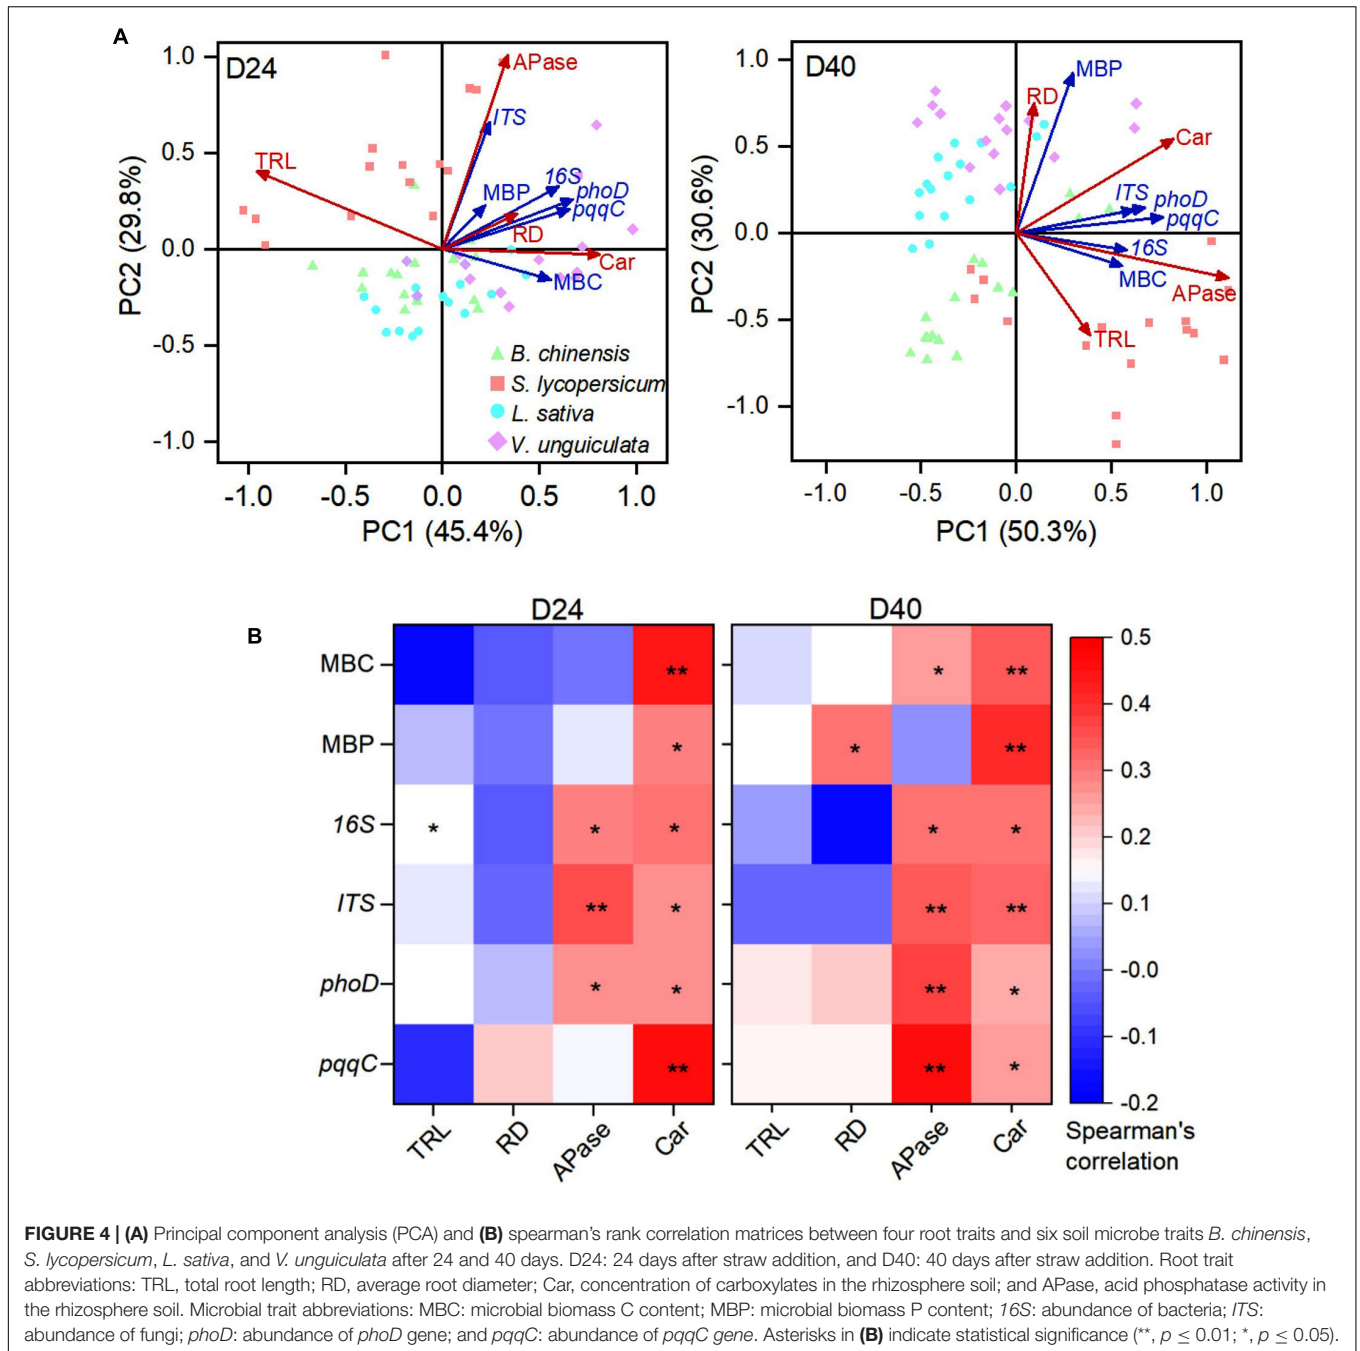 A
D24
APase
ITS
TRL
16S
MBP
phoD
pqqC
RD
Car
MBC
B. chinensis
S. lycopersicum
L. sativa
V. unguiculata
1.0
0.5
0.0
-0.5
-1.0
PC2 (29.8%)
-1.0 -0.5 0.0 0.5 1.0
PC1 (45.4%)
D40
MBP
RD
Car
ITS phoD
pqqC
16S
MBC
APase
TRL
1.0
0.5
0.0
-0.5
-1.0
PC2 (30.6%)
-1.0 -0.5 0.0 0.5 1.0
PC1 (50.3%)
B
D24 D40
MBC ** * **
MBP * * **
16S * * * * *
ITS ** * ** **
phoD * * ** *
pqqC ** ** *
TRL RD APase Car TRL RD APase Car
0.5
0.4
0.3
0.2
0.1
-0.0
-0.1
-0.2
Spearman's
correlation
FIGURE 4 | (A) Principal component analysis (PCA) and (B) spearman's rank correlation matrices between four root traits and six soil microbe traits B. chinensis,
S. lycopersicum, L. sativa, and V. unguiculata after 24 and 40 days. D24: 24 days after straw addition, and D40: 40 days after straw addition. Root trait
abbreviations: TRL, total root length; RD, average root diameter; Car, concentration of carboxylates in the rhizosphere soil; and APase, acid phosphatase activity in
the rhizosphere soil. Microbial trait abbreviations: MBC: microbial biomass C content; MBP: microbial biomass P content; 16S: abundance of bacteria; ITS:
abundance of fungi; phoD: abundance of phoD gene; and pqqC: abundance of pqqC gene. Asterisks in (B) indicate statistical significance (**, p ≤ 0.01; *, p ≤ 0.05).